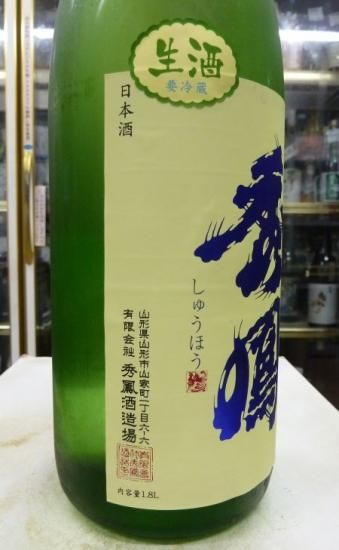 生酒
要冷蔵
日本酒
秀鳳
しゅうほう
山形県山形市山家町一丁目六-六
有限会社 秀鳳酒造場
内容量1.8L